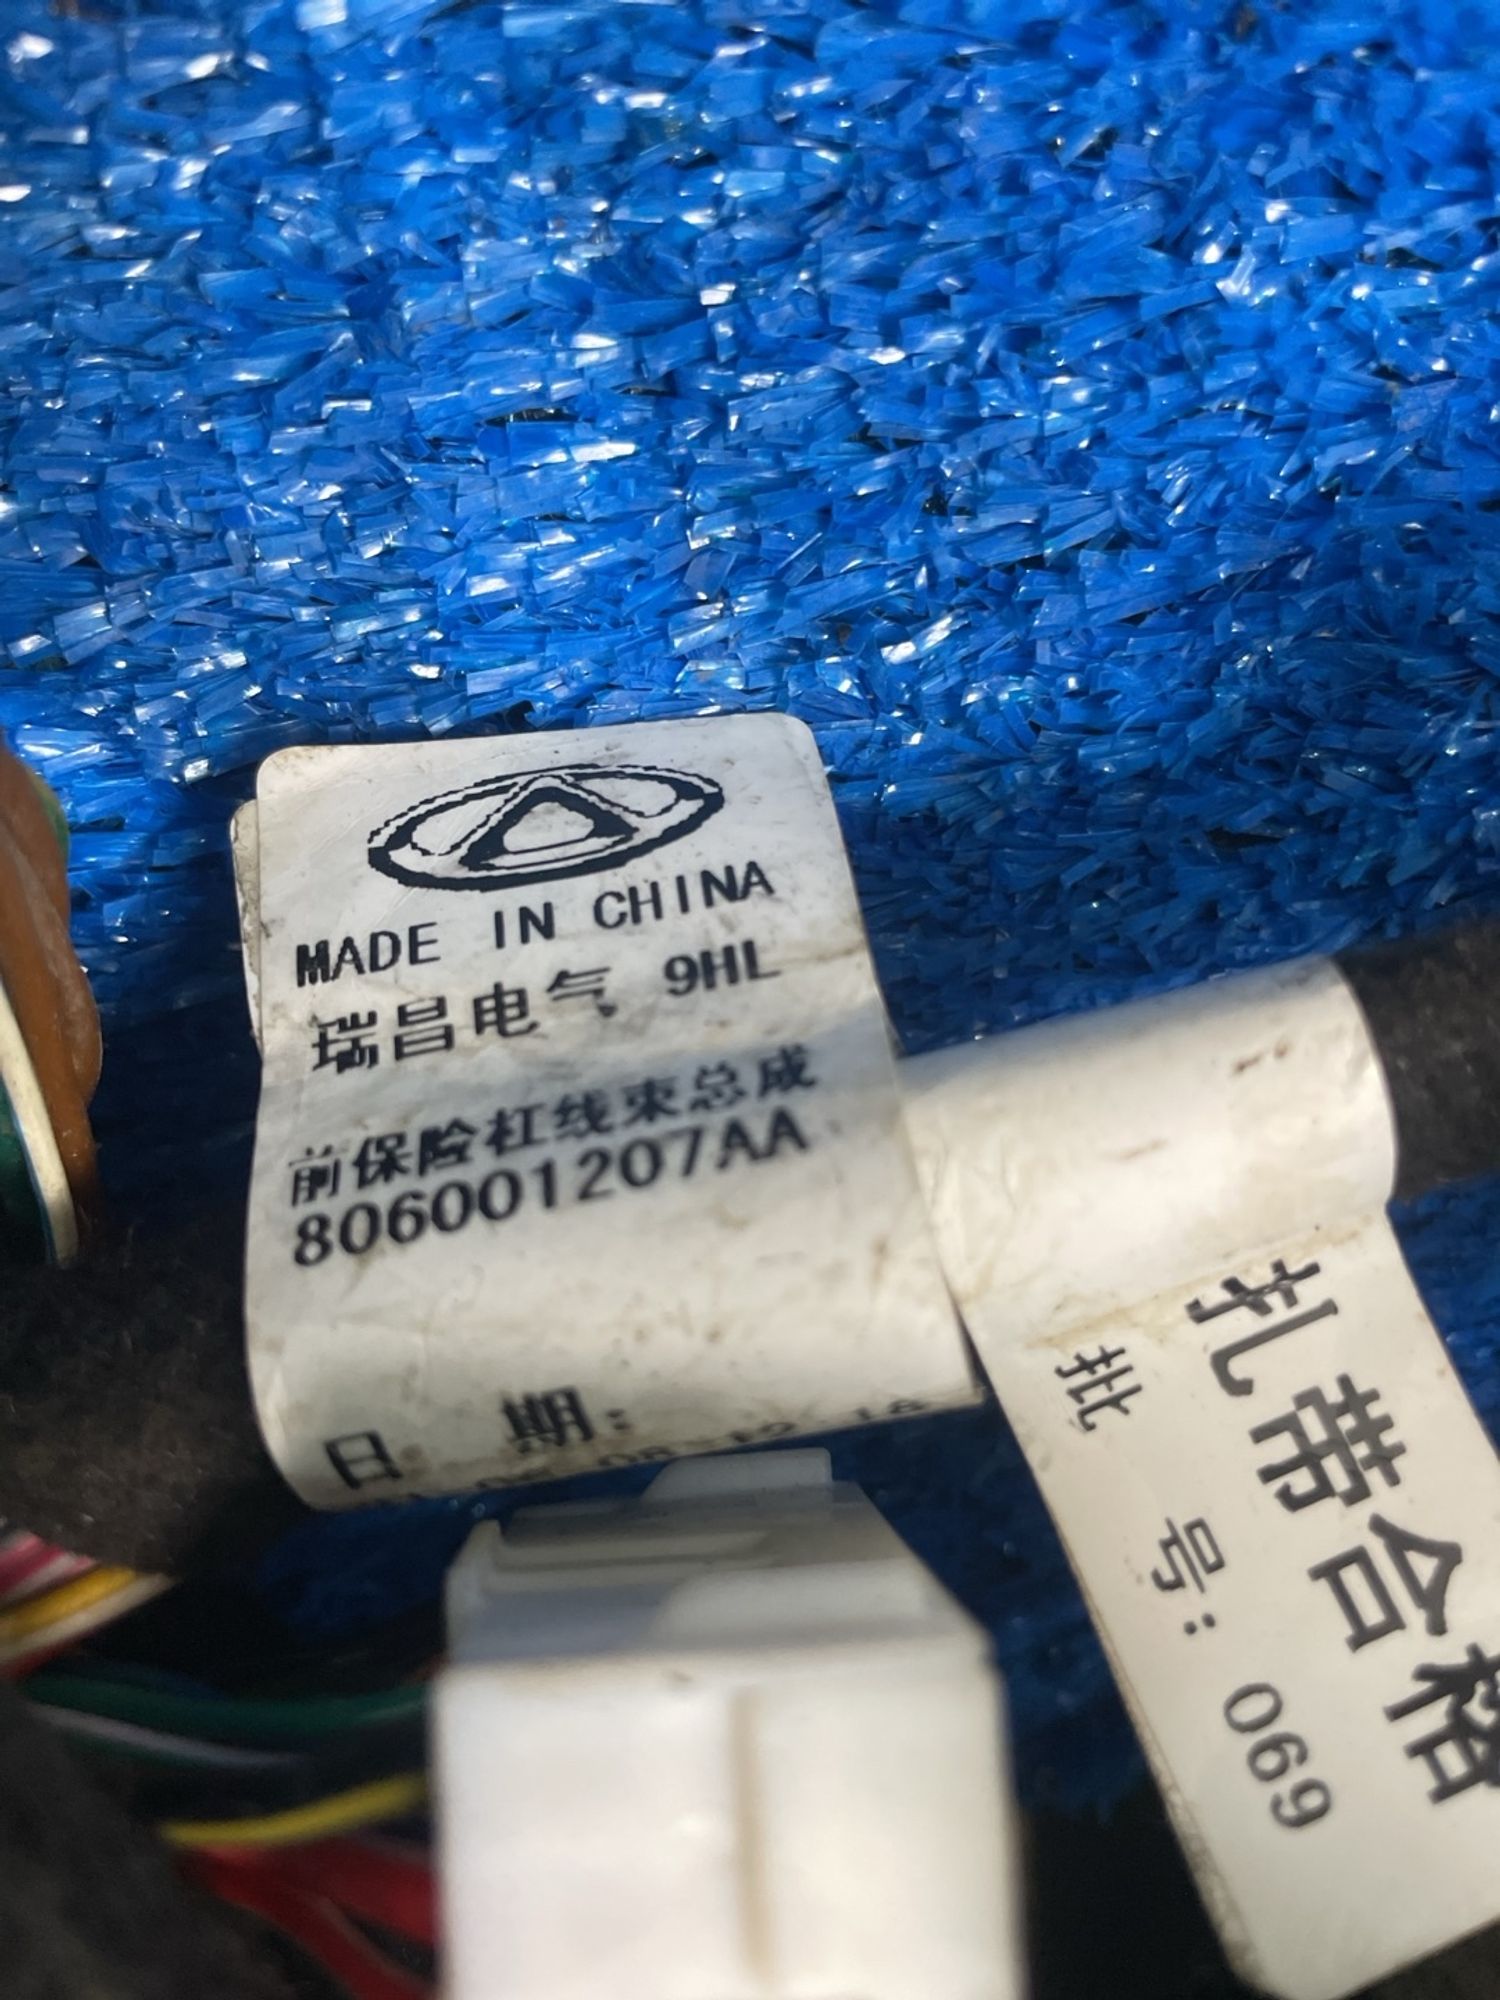 MADE IN CHINA
瑞昌电气 9HL
前保险杠线束总成
806001207AA
日 期:
扎带合格
批 号: 069